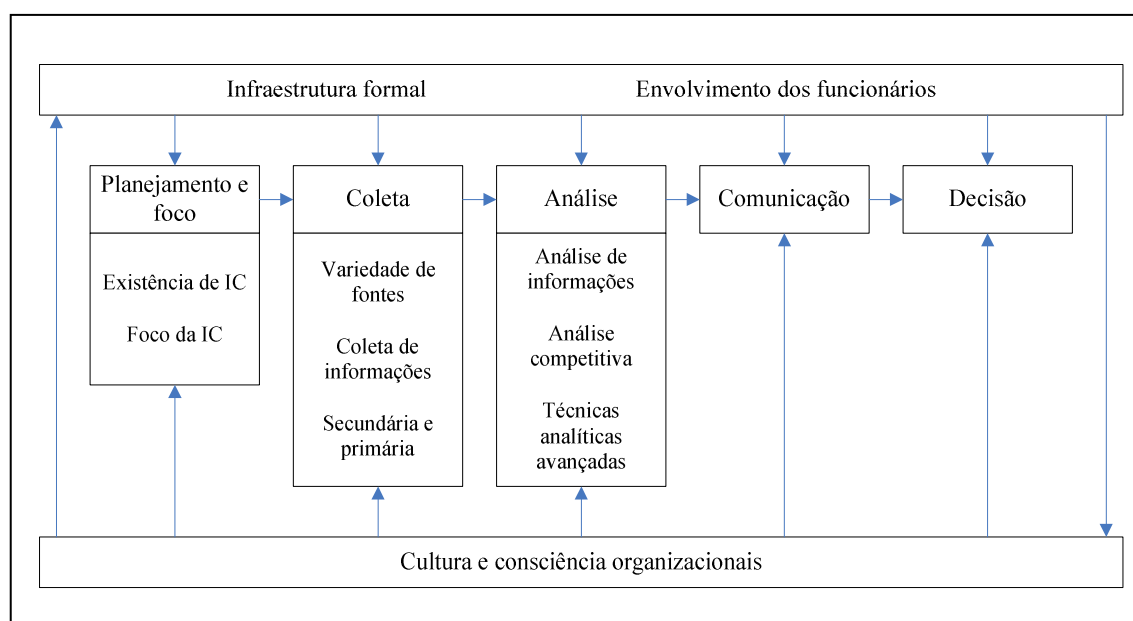 Infraestrutura formal
Envolvimento dos funcionários
Planejamento e
foco
Coleta
Análise
Comunicação
Decisão
Existência de IC
Foco da IC
Variedade de
fontes
Coleta de
informações
Secundária e
primária
Análise de
informações
Análise
competitiva
Técnicas
analíticas
avançadas
Cultura e consciência organizacionais